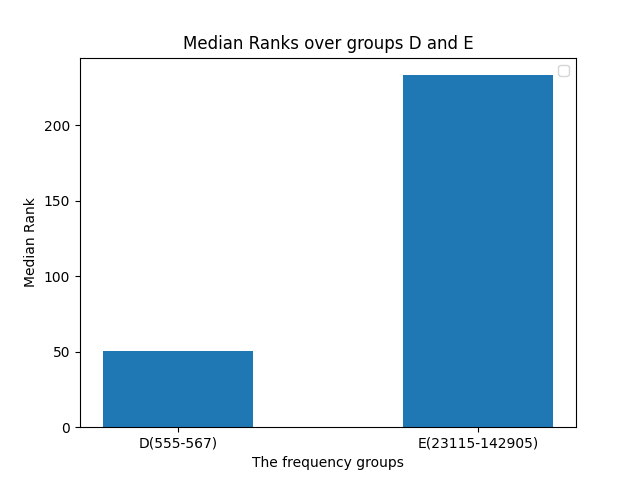 Median Ranks over groups D and E
Median Rank
200
150
100
50
0
D(555-567)
E(23115-142905)
The frequency groups